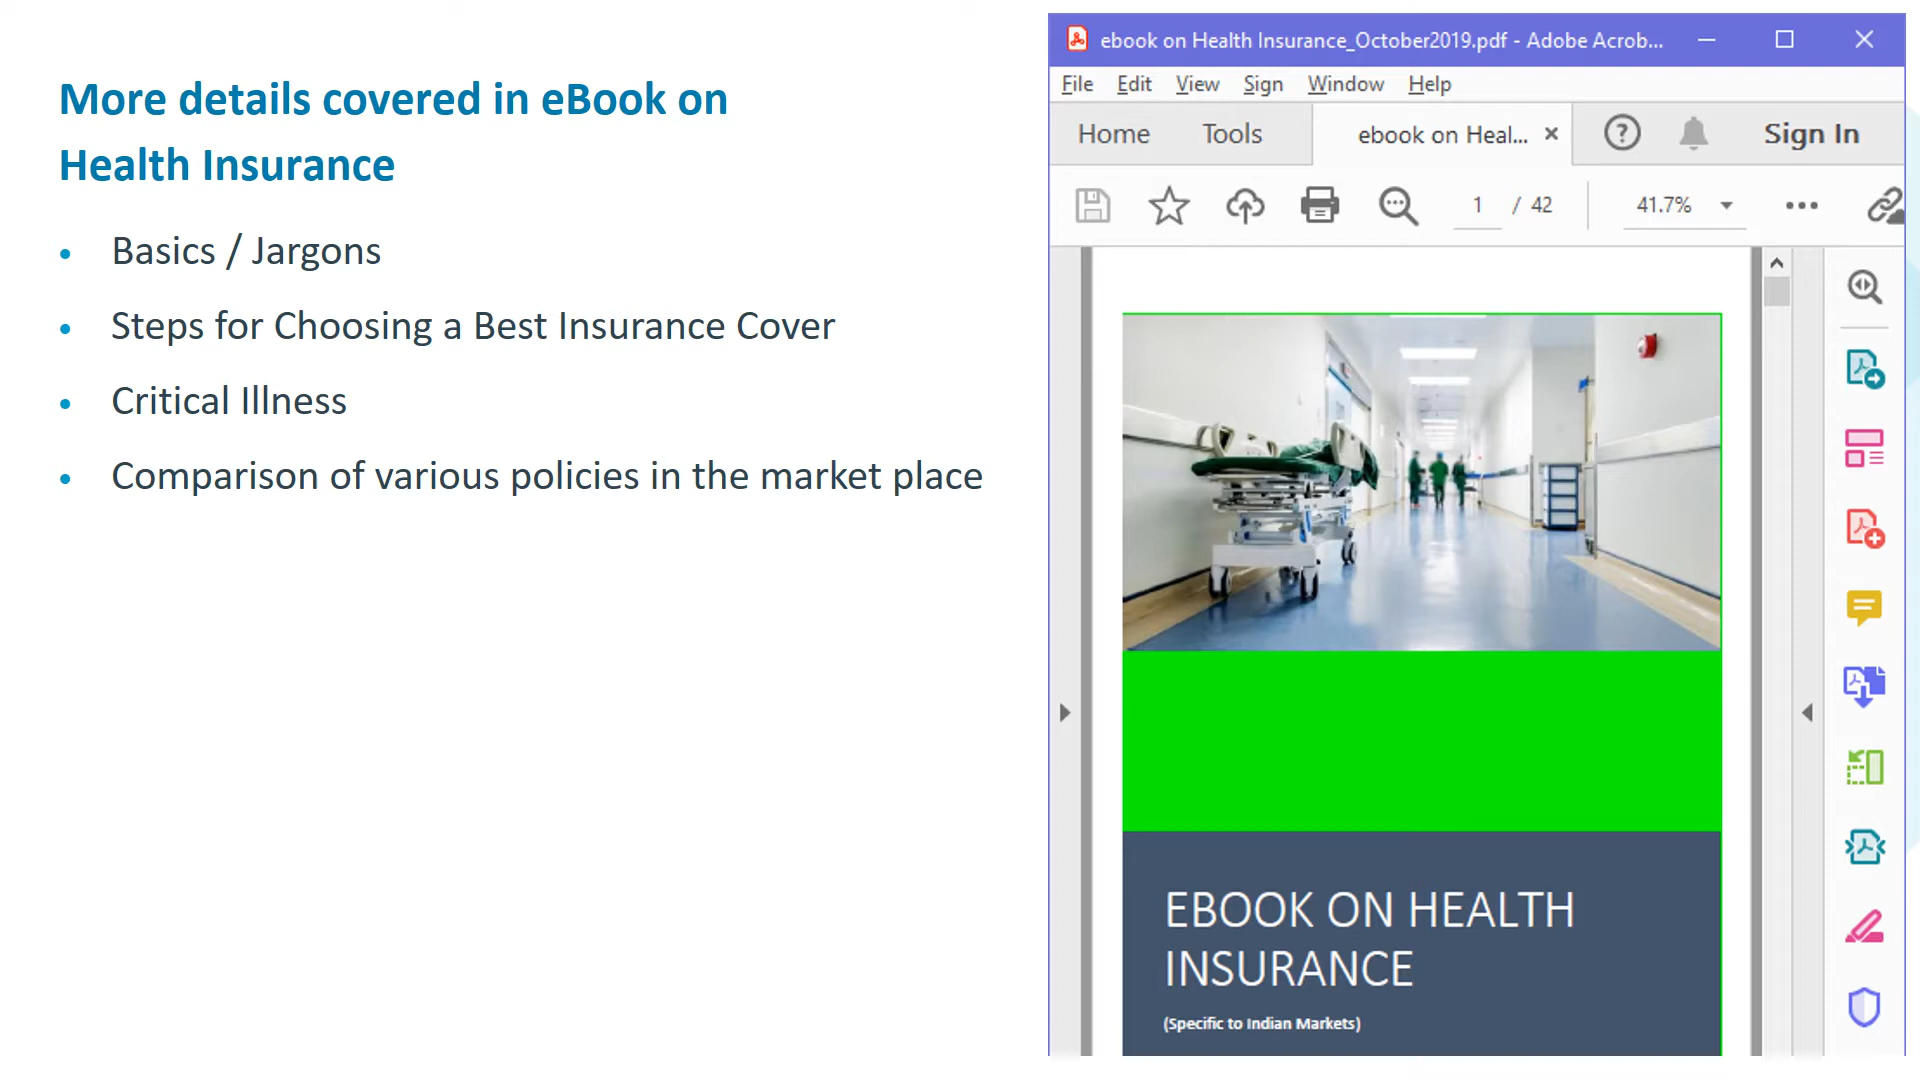 More details covered in eBook on
Health Insurance
• Basics / Jargons
• Steps for Choosing a Best Insurance Cover
• Critical Illness
• Comparison of various policies in the market place
ebook on Health Insurance_October2019.pdf - Adobe Acrob...
File Edit View Sign Window Help
Home Tools ebook on Heal... Sign In
1 / 42 41.7%
EBOOK ON HEALTH
INSURANCE
(Specific to Indian Markets)